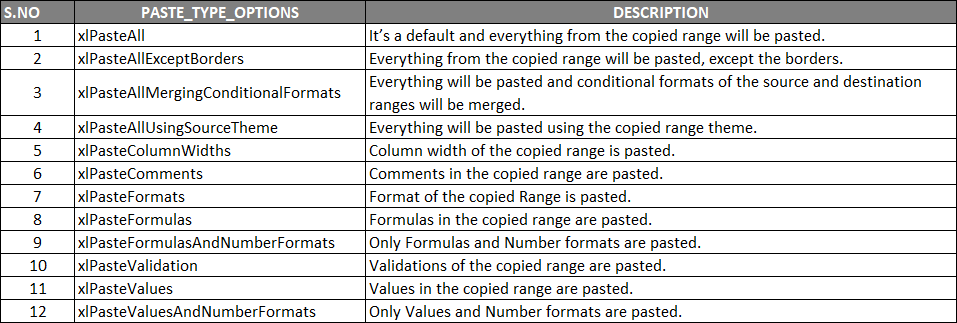 S.NO PASTE_TYPE_OPTIONS DESCRIPTION
1 xlPasteAll It’s a default and everything from the copied range will be pasted.
2 xlPasteAllExceptBorders Everything from the copied range will be pasted, except the borders.
3 xlPasteAllMergingConditionalFormats Everything will be pasted and conditional formats of the source and destination
ranges will be merged.
4 xlPasteAllUsingSourceTheme Everything will be pasted using the copied range theme.
5 xlPasteColumnWidths Column width of the copied range is pasted.
6 xlPasteComments Comments in the copied range are pasted.
7 xlPasteFormats Format of the copied Range is pasted.
8 xlPasteFormulas Formulas in the copied range are pasted.
9 xlPasteFormulasAndNumberFormats Only Formulas and Number formats are pasted.
10 xlPasteValidation Validations of the copied range are pasted.
11 xlPasteValues Values in the copied range are pasted.
12 xlPasteValuesAndNumberFormats Only Values and Number formats are pasted.